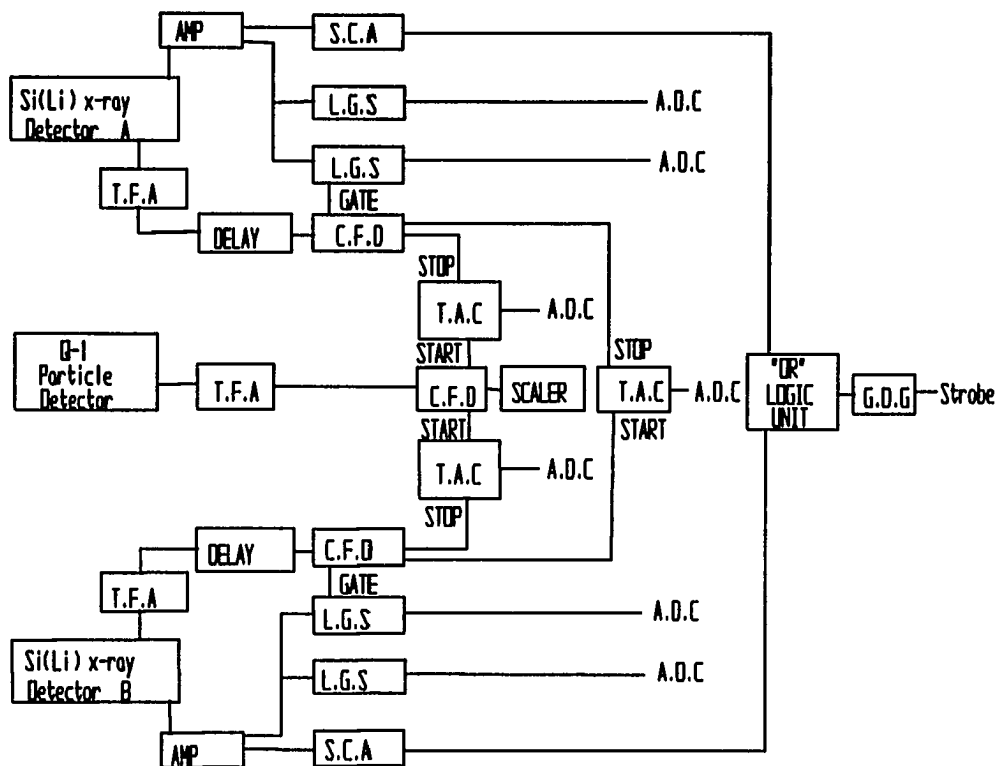 AMP
S.C.A
Si(Li) x-ray
Detector A
L.G.S
A.D.C
L.G.S
A.D.C
T.F.A
GATE
DELAY
C.F.D
STOP
T.A.C
A.D.C
Q-1
Particle
Detector
T.F.A
START
C.F.D
SCALER
STOP
T.A.C
A.D.C
START
"OR"
LOGIC
UNIT
G.D.G
Strobe
START
T.A.C
A.D.C
STOP
DELAY
C.F.D
T.F.A
GATE
L.G.S
A.D.C
Si(Li) x-ray
Detector B
L.G.S
A.D.C
AMP
S.C.A